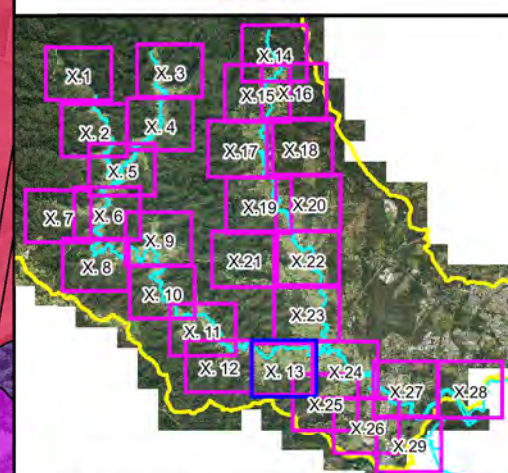 X.14
X.1
X. 3
X.15
X.16
X. 2
X. 4
X.17
X.18
X. 5
X. 7
X. 6
X.19
X.20
X. 9
X. 8
X.21
X.22
X. 10
X.23
X. 11
X. 12
X. 13
X.24
X.27
X.28
X.25
X.26
X.29